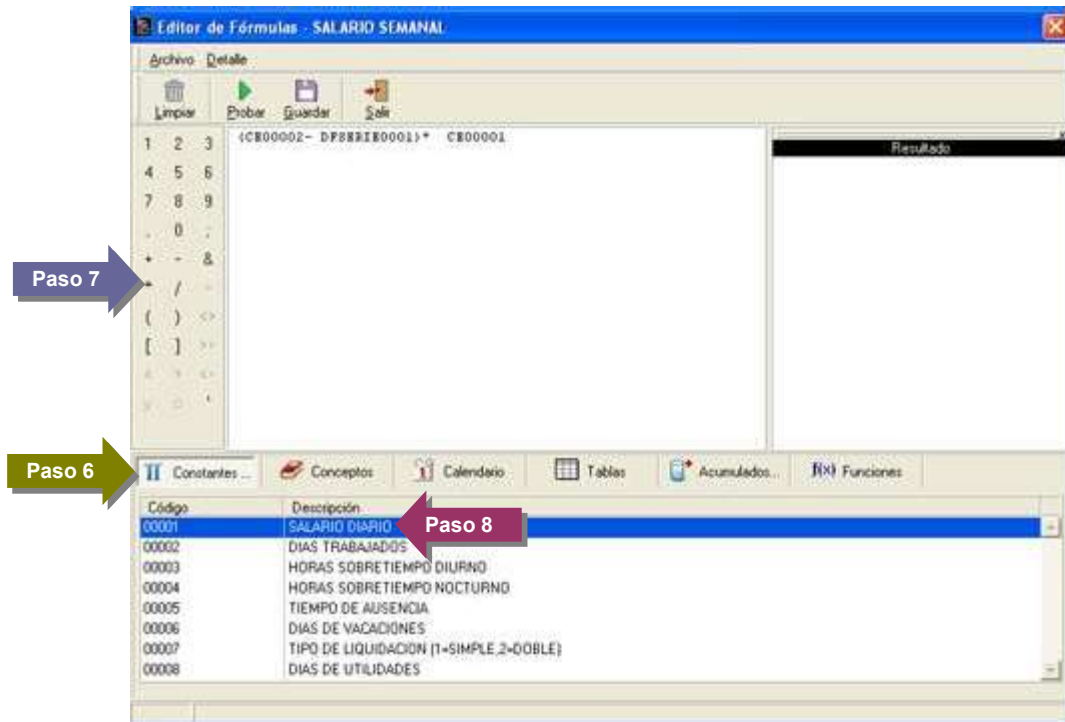 Editor de Fórmulas - SALARIO SEMANAL
Archivo Detalle
Limpiar Probar Guardar Salir
(CE00002- DFSERIE0001)* CE00001
Resultado
1 2 3
4 5 6
7 8 9
. 0 ;
+ - &
* /
( ) <>
[ ]
Paso 7
Paso 6
Constantes ... Conceptos Calendario Tablas Acumulados... f(x) Funciones
Código Descripción
00001 SALARIO DIARIO
Paso 8
00002 DIAS TRABAJADOS
00003 HORAS SOBRETIEMPO DIURNO
00004 HORAS SOBRETIEMPO NOCTURNO
00005 TIEMPO DE AUSENCIA
00006 DIAS DE VACACIONES
00007 TIPO DE LIQUIDACION (1=SIMPLE,2=DOBLE)
00008 DIAS DE UTILIDADES